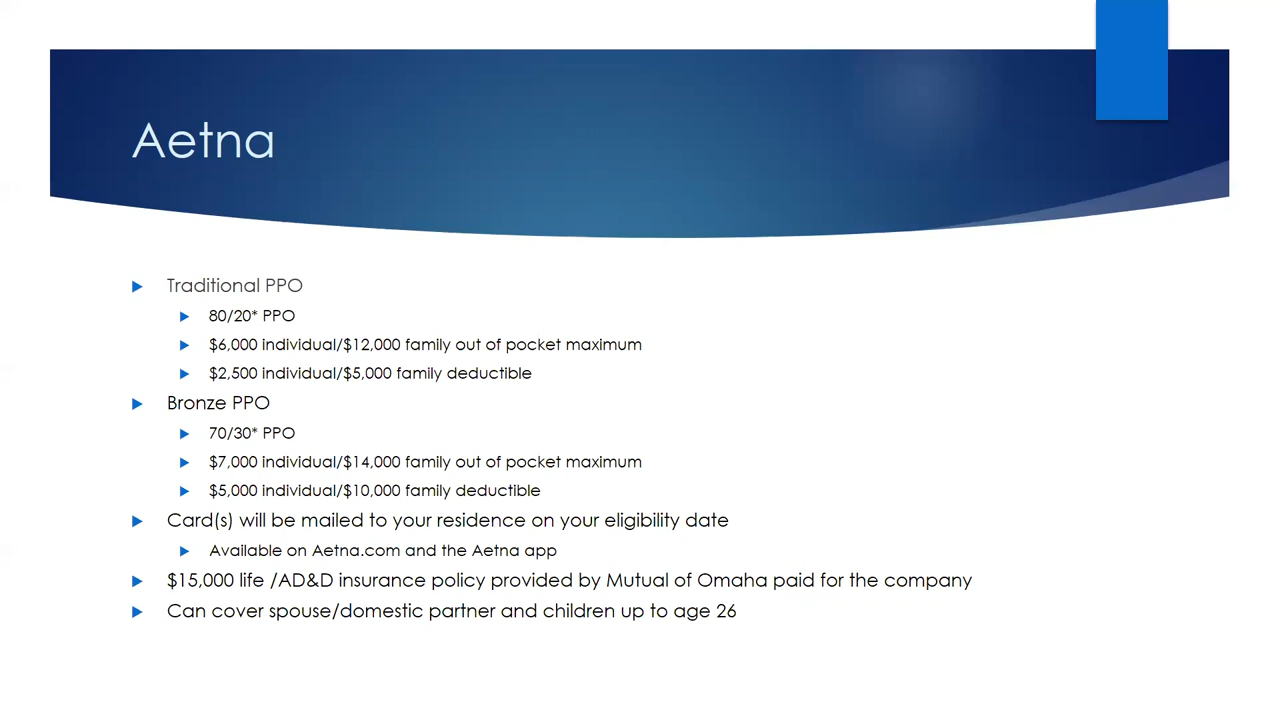 Aetna
Traditional PPO
80/20* PPO
$6,000 individual/$12,000 family out of pocket maximum
$2,500 individual/$5,000 family deductible
Bronze PPO
70/30* PPO
$7,000 individual/$14,000 family out of pocket maximum
$5,000 individual/$10,000 family deductible
Card(s) will be mailed to your residence on your eligibility date
Available on Aetna.com and the Aetna app
$15,000 life /AD&D insurance policy provided by Mutual of Omaha paid for the company
Can cover spouse/domestic partner and children up to age 26